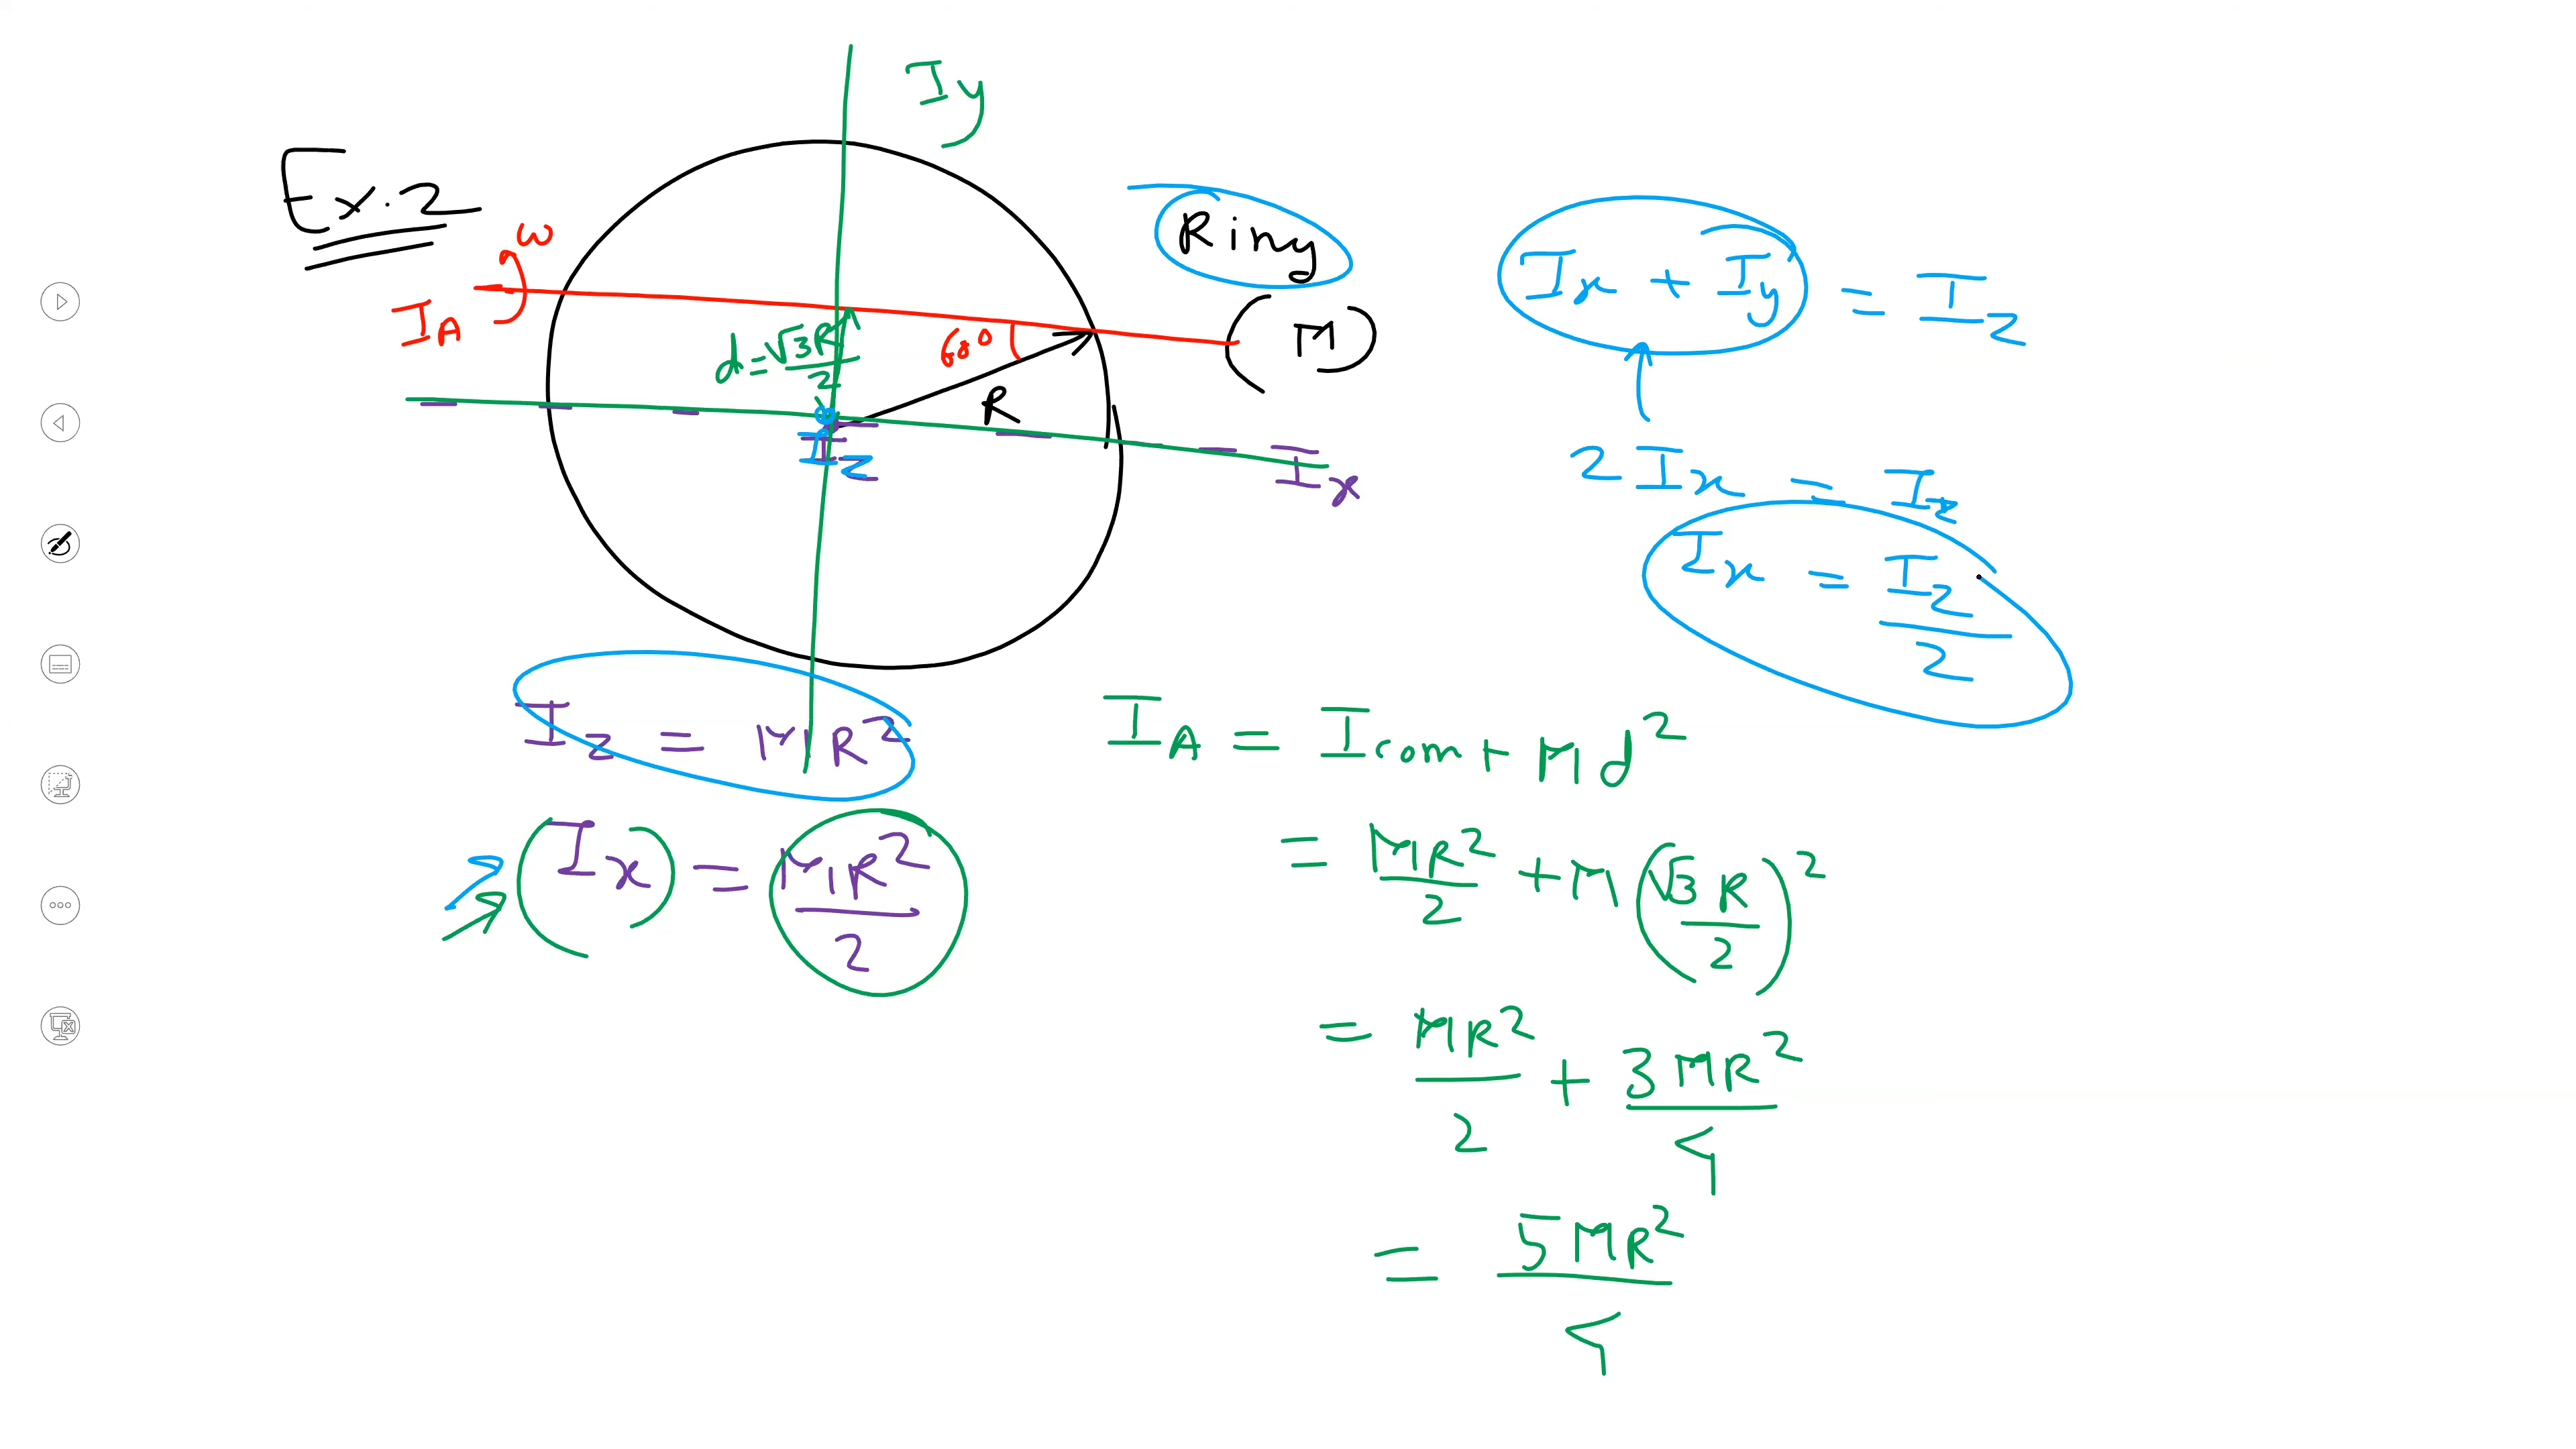 Ex.2
Iy
ω
IA
Ring
(M)
60°
d = √3R/2
R
Iz
Ix
Ix + Iy = Iz
2Ix = Iz
Ix = Iz/2
Iz = MR²
(Ix) = MR²/2
IA = Icom + Md²
= MR²/2 + M(√3R/2)²
= MR²/2 + 3MR²/4
= 5MR²/4